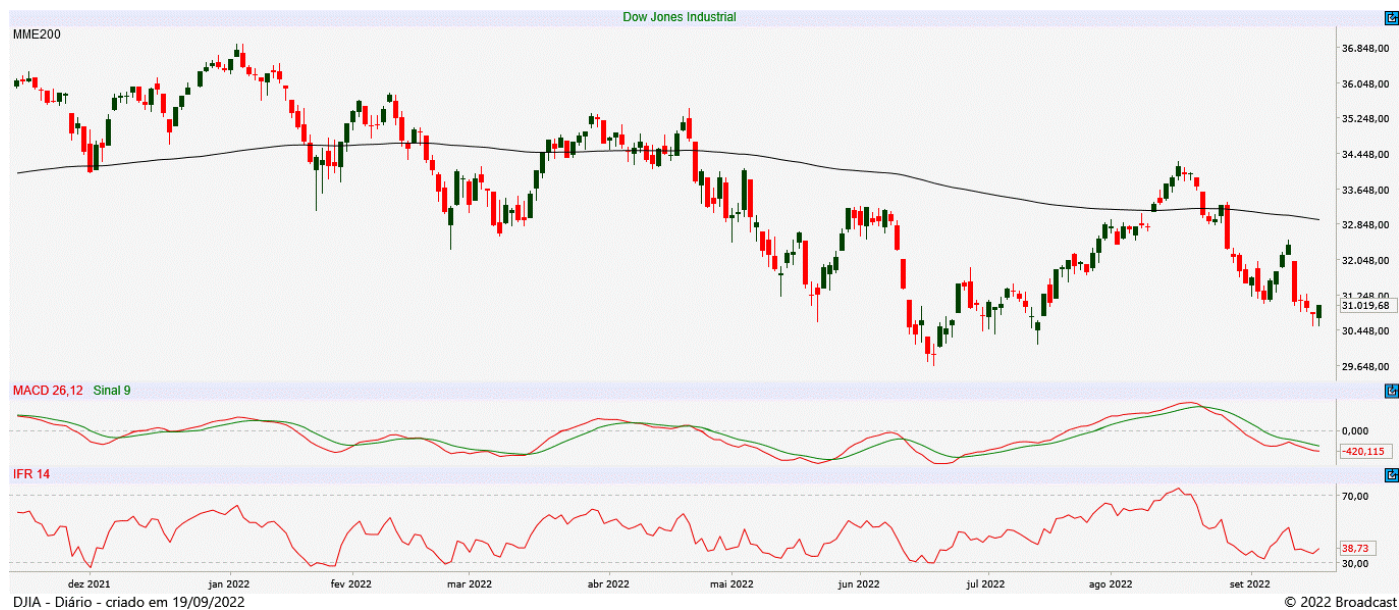 Dow Jones Industrial
MME200
36.848,00
36.048,00
35.248,00
34.448,00
33.648,00
32.848,00
32.048,00
31.248,00
31.019,68
30.448,00
29.648,00
MACD 26,12 Sinal 9
0,000
-420,115
IFR 14
70,00
38,73
30,00
dez 2021 jan 2022 fev 2022 mar 2022 abr 2022 mai 2022 jun 2022 jul 2022 ago 2022 set 2022
DJIA - Diário - criado em 19/09/2022 © 2022 Broadcast